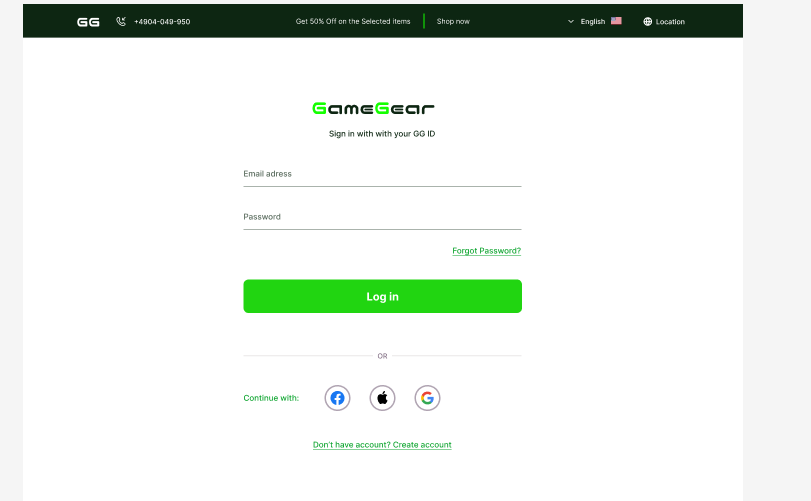 GG +4904-049-950 Get 50% Off on the Selected items Shop now English Location
GameGear
Sign in with with your GG ID
Email adress
Password
Forgot Password?
Log in
OR
Continue with:
Don't have account? Create account